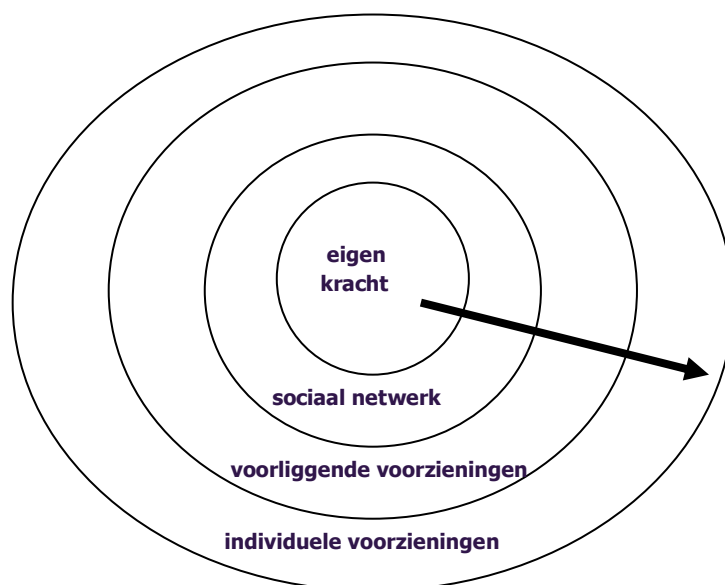 eigen
kracht
sociaal netwerk
voorliggende voorzieningen
individuele voorzieningen